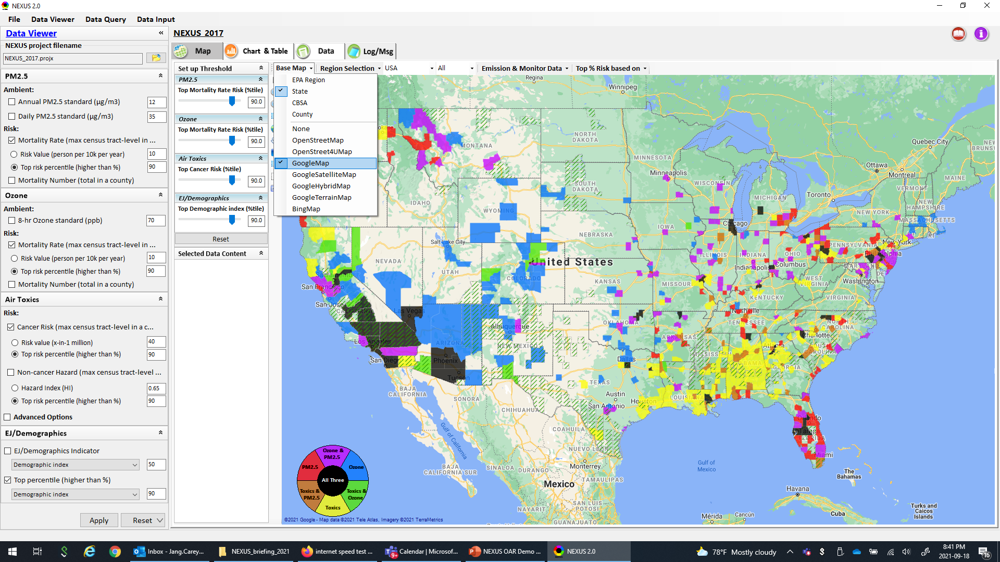 NEXUS 2.0
File Data Viewer Data Query Data Input
Data Viewer «
NEXUS project filename
NEXUS_2017.projx
PM2.5
Ambient:
Annual PM2.5 standard (µg/m3) 12
Daily PM2.5 standard (µg/m3) 35
Risk:
Mortality Rate (max census tract-level in ...
Risk Value (person per 10k per year) 10
Top risk percentile (higher than %) 90
Mortality Number (total in a county)
Ozone
Ambient:
8-hr Ozone standard (ppb) 70
Risk:
Mortality Rate (max census tract-level in ...
Risk Value (person per 10k per year) 10
Top risk percentile (higher than %) 90
Mortality Number (total in a county)
Air Toxics
Risk:
Cancer Risk (max census tract-level in a c...
Risk value (x-in-1 million) 40
Top risk percentile (higher than %) 90
Non-cancer Hazard (max census tract-level ...
Hazard Index (HI) 0.65
Top risk percentile (higher than %) 90
Advanced Options
EJ/Demographics
EJ/Demographics Indicator
Demographic index 50
Top percentile (higher than %)
Demographic index 90
Apply Reset
NEXUS_2017
Map Chart & Table Data Log/Msg
Set up Threshold
PM2.5
Top Mortality Rate Risk (%tile)
90.0
Ozone
Top Mortality Rate Risk (%tile)
90.0
Air Toxics
Top Cancer Risk (%tile)
90.0
EJ/Demographics
Top Demographic index (%tile)
90.0
Reset
Selected Data Content
Base Map Region Selection USA All Emission & Monitor Data Top % Risk based on
EPA Region
State
CBSA
County
None
OpenStreetMap
OpenStreet4UMap
GoogleMap
GoogleSatelliteMap
GoogleHybridMap
GoogleTerrainMap
BingMap
Regina
Winnipeg
MONTANA
NORTH DAKOTA
MINNESOTA
Minneapolis
SOUTH DAKOTA
WISCONSIN
MICHIGAN
Ottawa
Montreal
Quebec City
Toronto
VERMONT
MAINE
NEW BRUNSW
NEW HAMPSHIRE
NEW YORK
MASSACHUSETTS
RI
IDAHO
WYOMING
IOWA
Chicago
NEBRASKA
Salt Lake City
NEVADA
UTAH
United States
COLORADO
KANSAS
MISSOURI
ILLINOIS
INDIANA
OHIO
Indianapolis
Columbus
PENNSYLVANIA
New York
Philadelphia
MARYLAND
DE
WEST VIRGINIA
Washington
VIRGINIA
KENTUCKY
Nashville
TENNESSEE
NORTH CAROLINA
Charlotte
SOUTH CAROLINA
Atlanta
GEORGIA
ALABAMA
MISSISSIPPI
ARKANSAS
OKLAHOMA
Sacramento
San Francisco
San Jose
Las Vegas
Los Angeles
San Diego
ARIZONA
Phoenix
Tucson
Albuquerque
NEW MEXICO
Dallas
TEXAS
Austin
Houston
San Antonio
LOUISIANA
Orlando
Tampa
FLORIDA
Miami
BAJA CALIFORNIA
SONORA
CHIHUAHUA
COAHUILA
NUEVO LEON
Monterrey
Gulf of California
BAJA CALIFORNIA SUR
SINALOA
DURANGO
TAMAULIPAS
Mexico
ZACATECAS
NAYARIT
SAN LUIS POTOSI
GUANAJUATO
Gulf of Mexico
The Bahamas
Havana
Cuba
Turks and Caicos Islands
Mérida
Cancún
Ozone & PM2.5
PM2.5
Ozone
All Three
Toxics & PM2.5
Toxics & Ozone
Toxics
©2021 Google - Map data ©2021 Tele Atlas, Imagery ©2021 TerraMetrics
Inbox - Jang.Carey... NEXUS_briefing_2021 internet speed test ... Calendar | Microsof... NEXUS OAR Demo ... NEXUS 2.0 78°F Mostly cloudy
9+
8:41 PM
2021-09-18
16